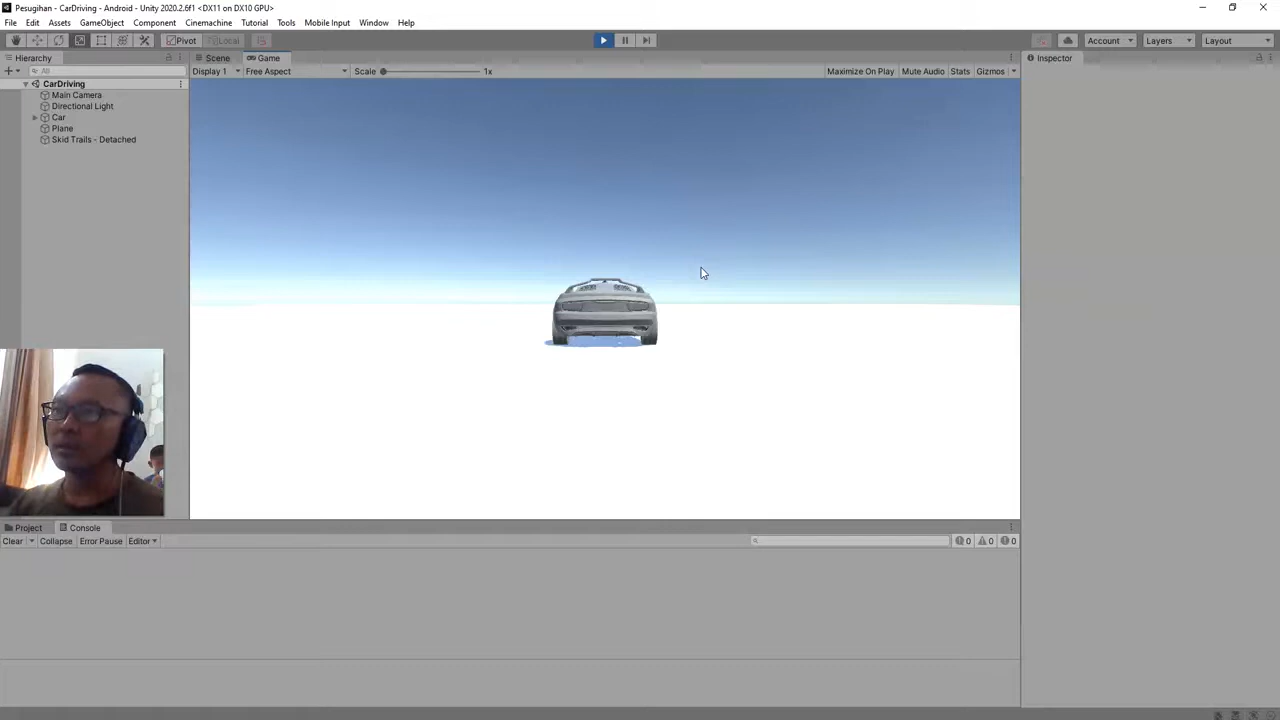 Pesugihan - CarDriving - Android - Unity 2020.2.6f1 <DX11 on DX10 GPU>
File Edit Assets GameObject Component Cinemachine Tutorial Tools Mobile Input Window Help
Pivot Local Account Layers Layout
Hierarchy Scene Game Inspector
All Display 1 Free Aspect Scale 1x Maximize On Play Mute Audio Stats Gizmos
CarDriving
Main Camera
Directional Light
Car
Plane
Skid Trails - Detached
Project Console
Clear Collapse Error Pause Editor 0 0 0